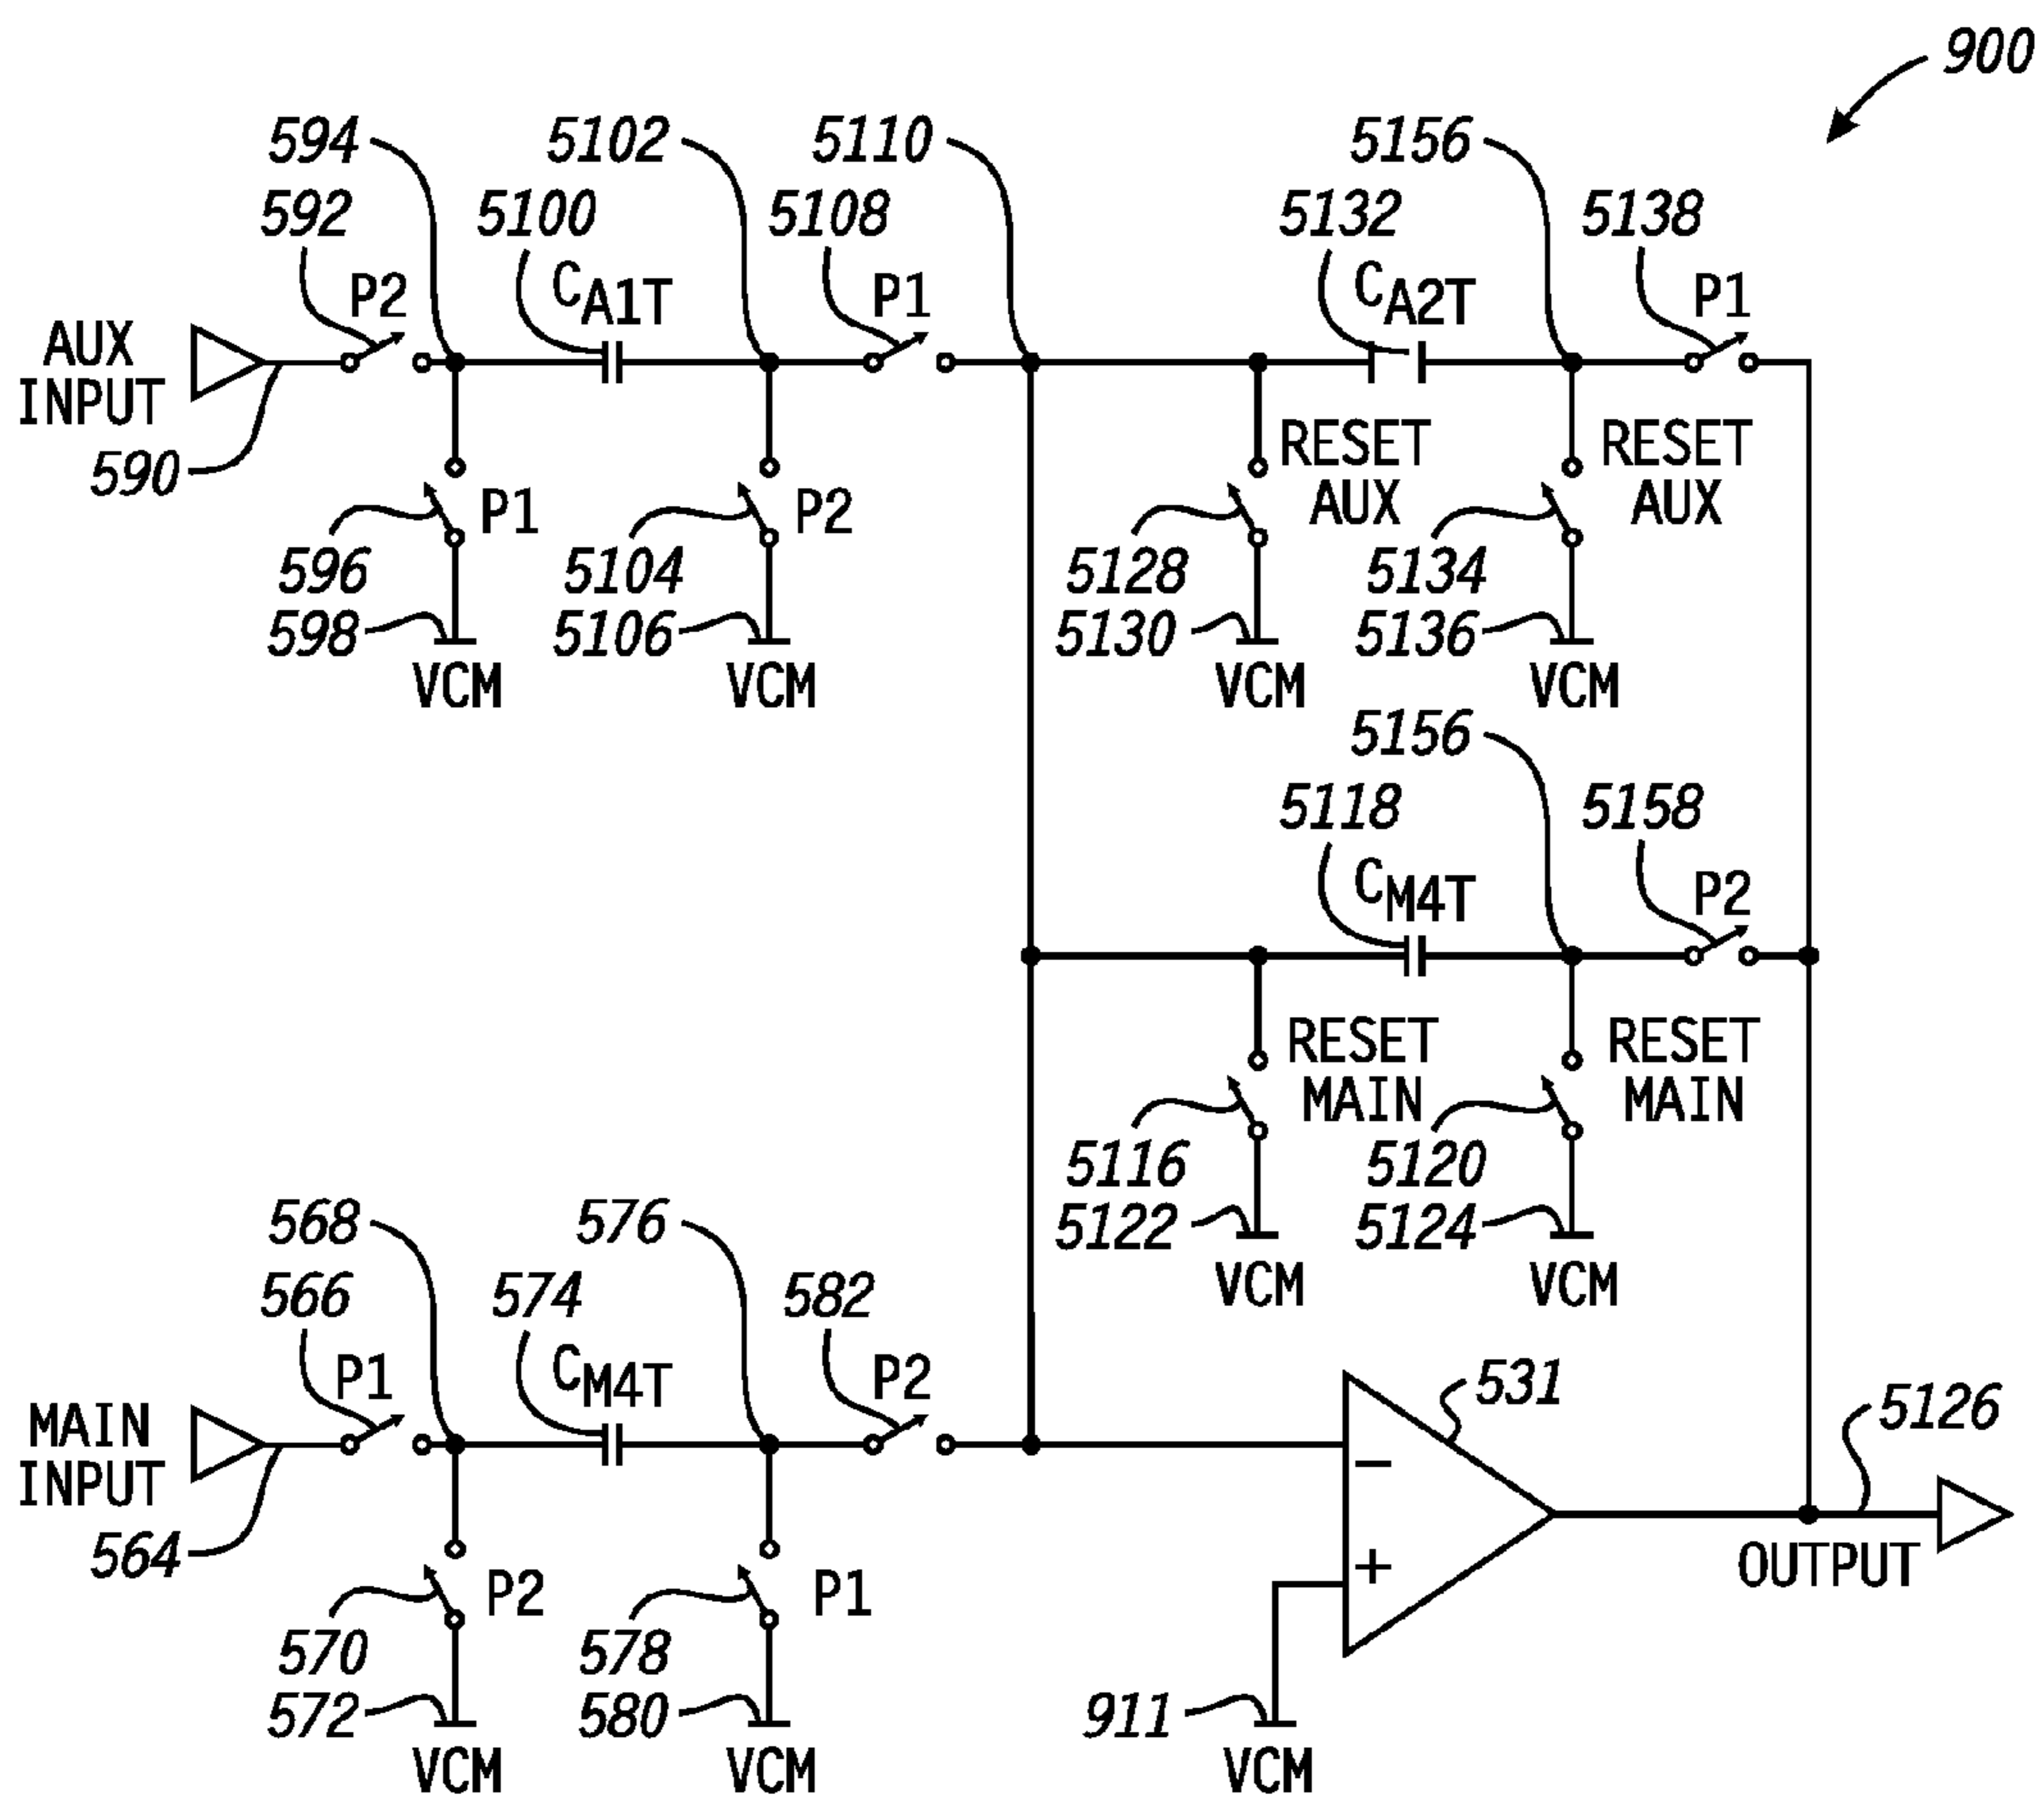 900
594
5102
5110
5156
592
5100
5108
5132
5138
P2
CA1T
P1
CA2T
P1
AUX
INPUT
590
RESET
AUX
RESET
AUX
P1
P2
596
5104
5128
5134
598
5106
5130
5136
VCM
VCM
VCM
VCM
5156
5118
5158
CM4T
P2
RESET
MAIN
RESET
MAIN
5116
5120
5122
5124
VCM
VCM
568
576
566
574
582
P1
CM4T
P2
531
5126
MAIN
INPUT
564
−
+
OUTPUT
P2
P1
570
578
572
580
911
VCM
VCM
VCM